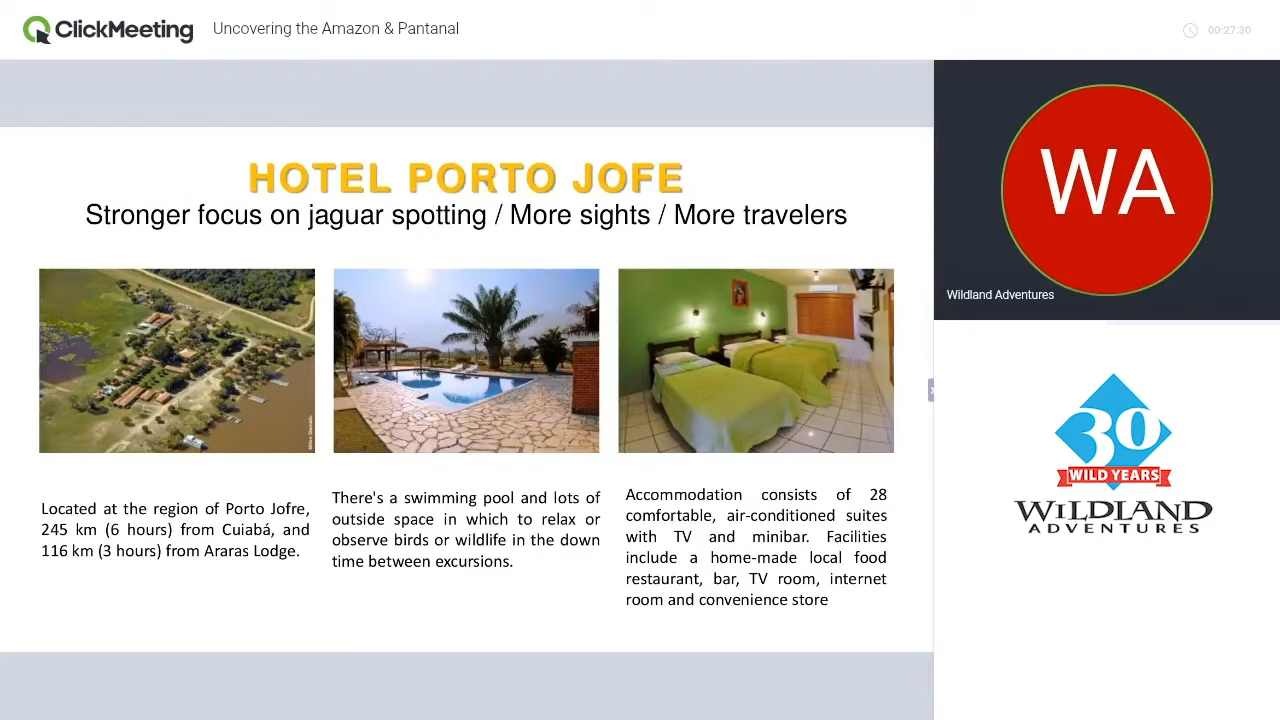 ClickMeeting
Uncovering the Amazon & Pantanal
00:27:30
HOTEL PORTO JOFE
Stronger focus on jaguar spotting / More sights / More travelers
Located at the region of Porto Jofre,
245 km (6 hours) from Cuiabá, and
116 km (3 hours) from Araras Lodge.
There's a swimming pool and lots of
outside space in which to relax or
observe birds or wildlife in the down
time between excursions.
Accommodation consists of 28
comfortable, air-conditioned suites
with TV and minibar. Facilities
include a home-made local food
restaurant, bar, TV room, internet
room and convenience store
WA
Wildland Adventures
30
WILD YEARS
WILDLAND
ADVENTURES